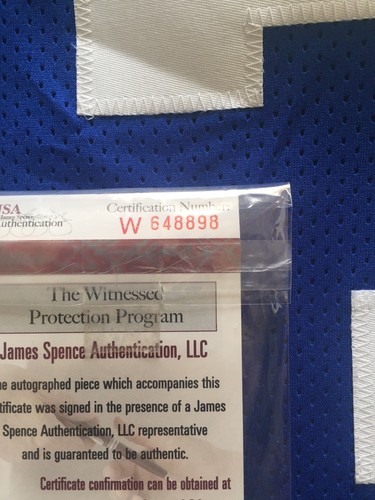 JSA
Certification Number
Authentication
W 648898
The Witnessed
Protection Program
James Spence Authentication, LLC
he autographed piece which accompanies this
rtificate was signed in the presence of a James
Spence Authentication, LLC representative
and is guaranteed to be authentic.
Certificate confirmation can be obtained at